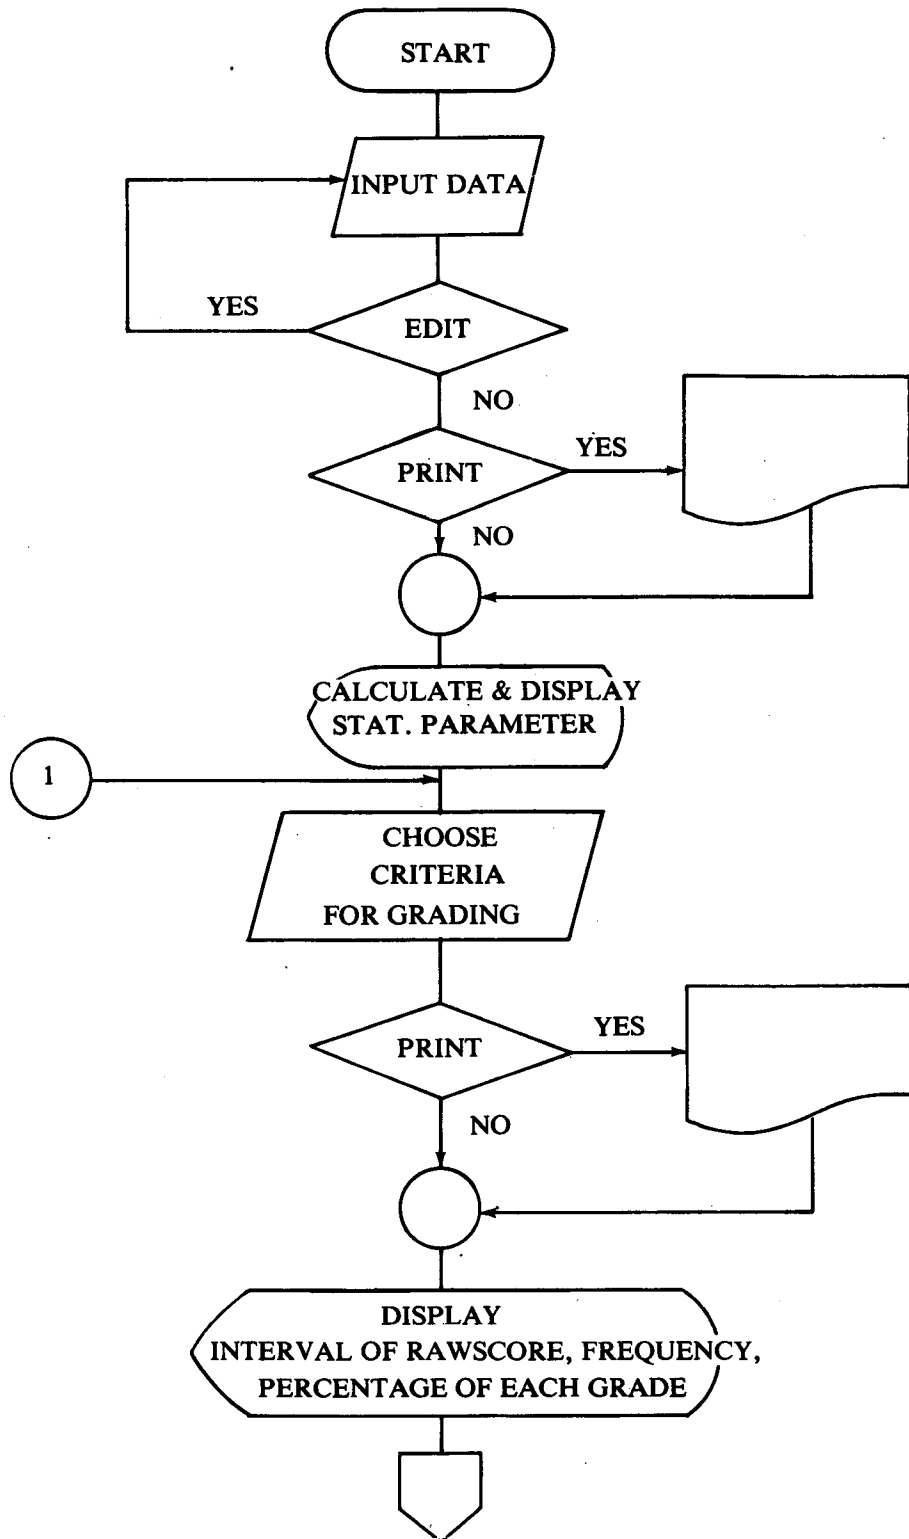 START
INPUT DATA
YES
EDIT
NO
YES
PRINT
NO
CALCULATE & DISPLAY
STAT. PARAMETER
1
CHOOSE
CRITERIA
FOR GRADING
YES
PRINT
NO
DISPLAY
INTERVAL OF RAWSCORE, FREQUENCY,
PERCENTAGE OF EACH GRADE